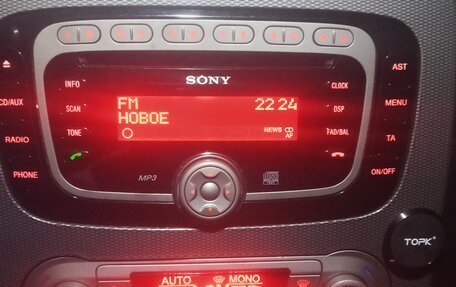 SONY
INFO
CLOCK
AST
SCAN
DSP
CD/AUX
MENU
FM 22 24
НОВОЕ
NEWS
AF
TONE
FAD/BAL
RADIO
TA
PHONE
MP3
ON/OFF
TOPK®
AUTO MONO